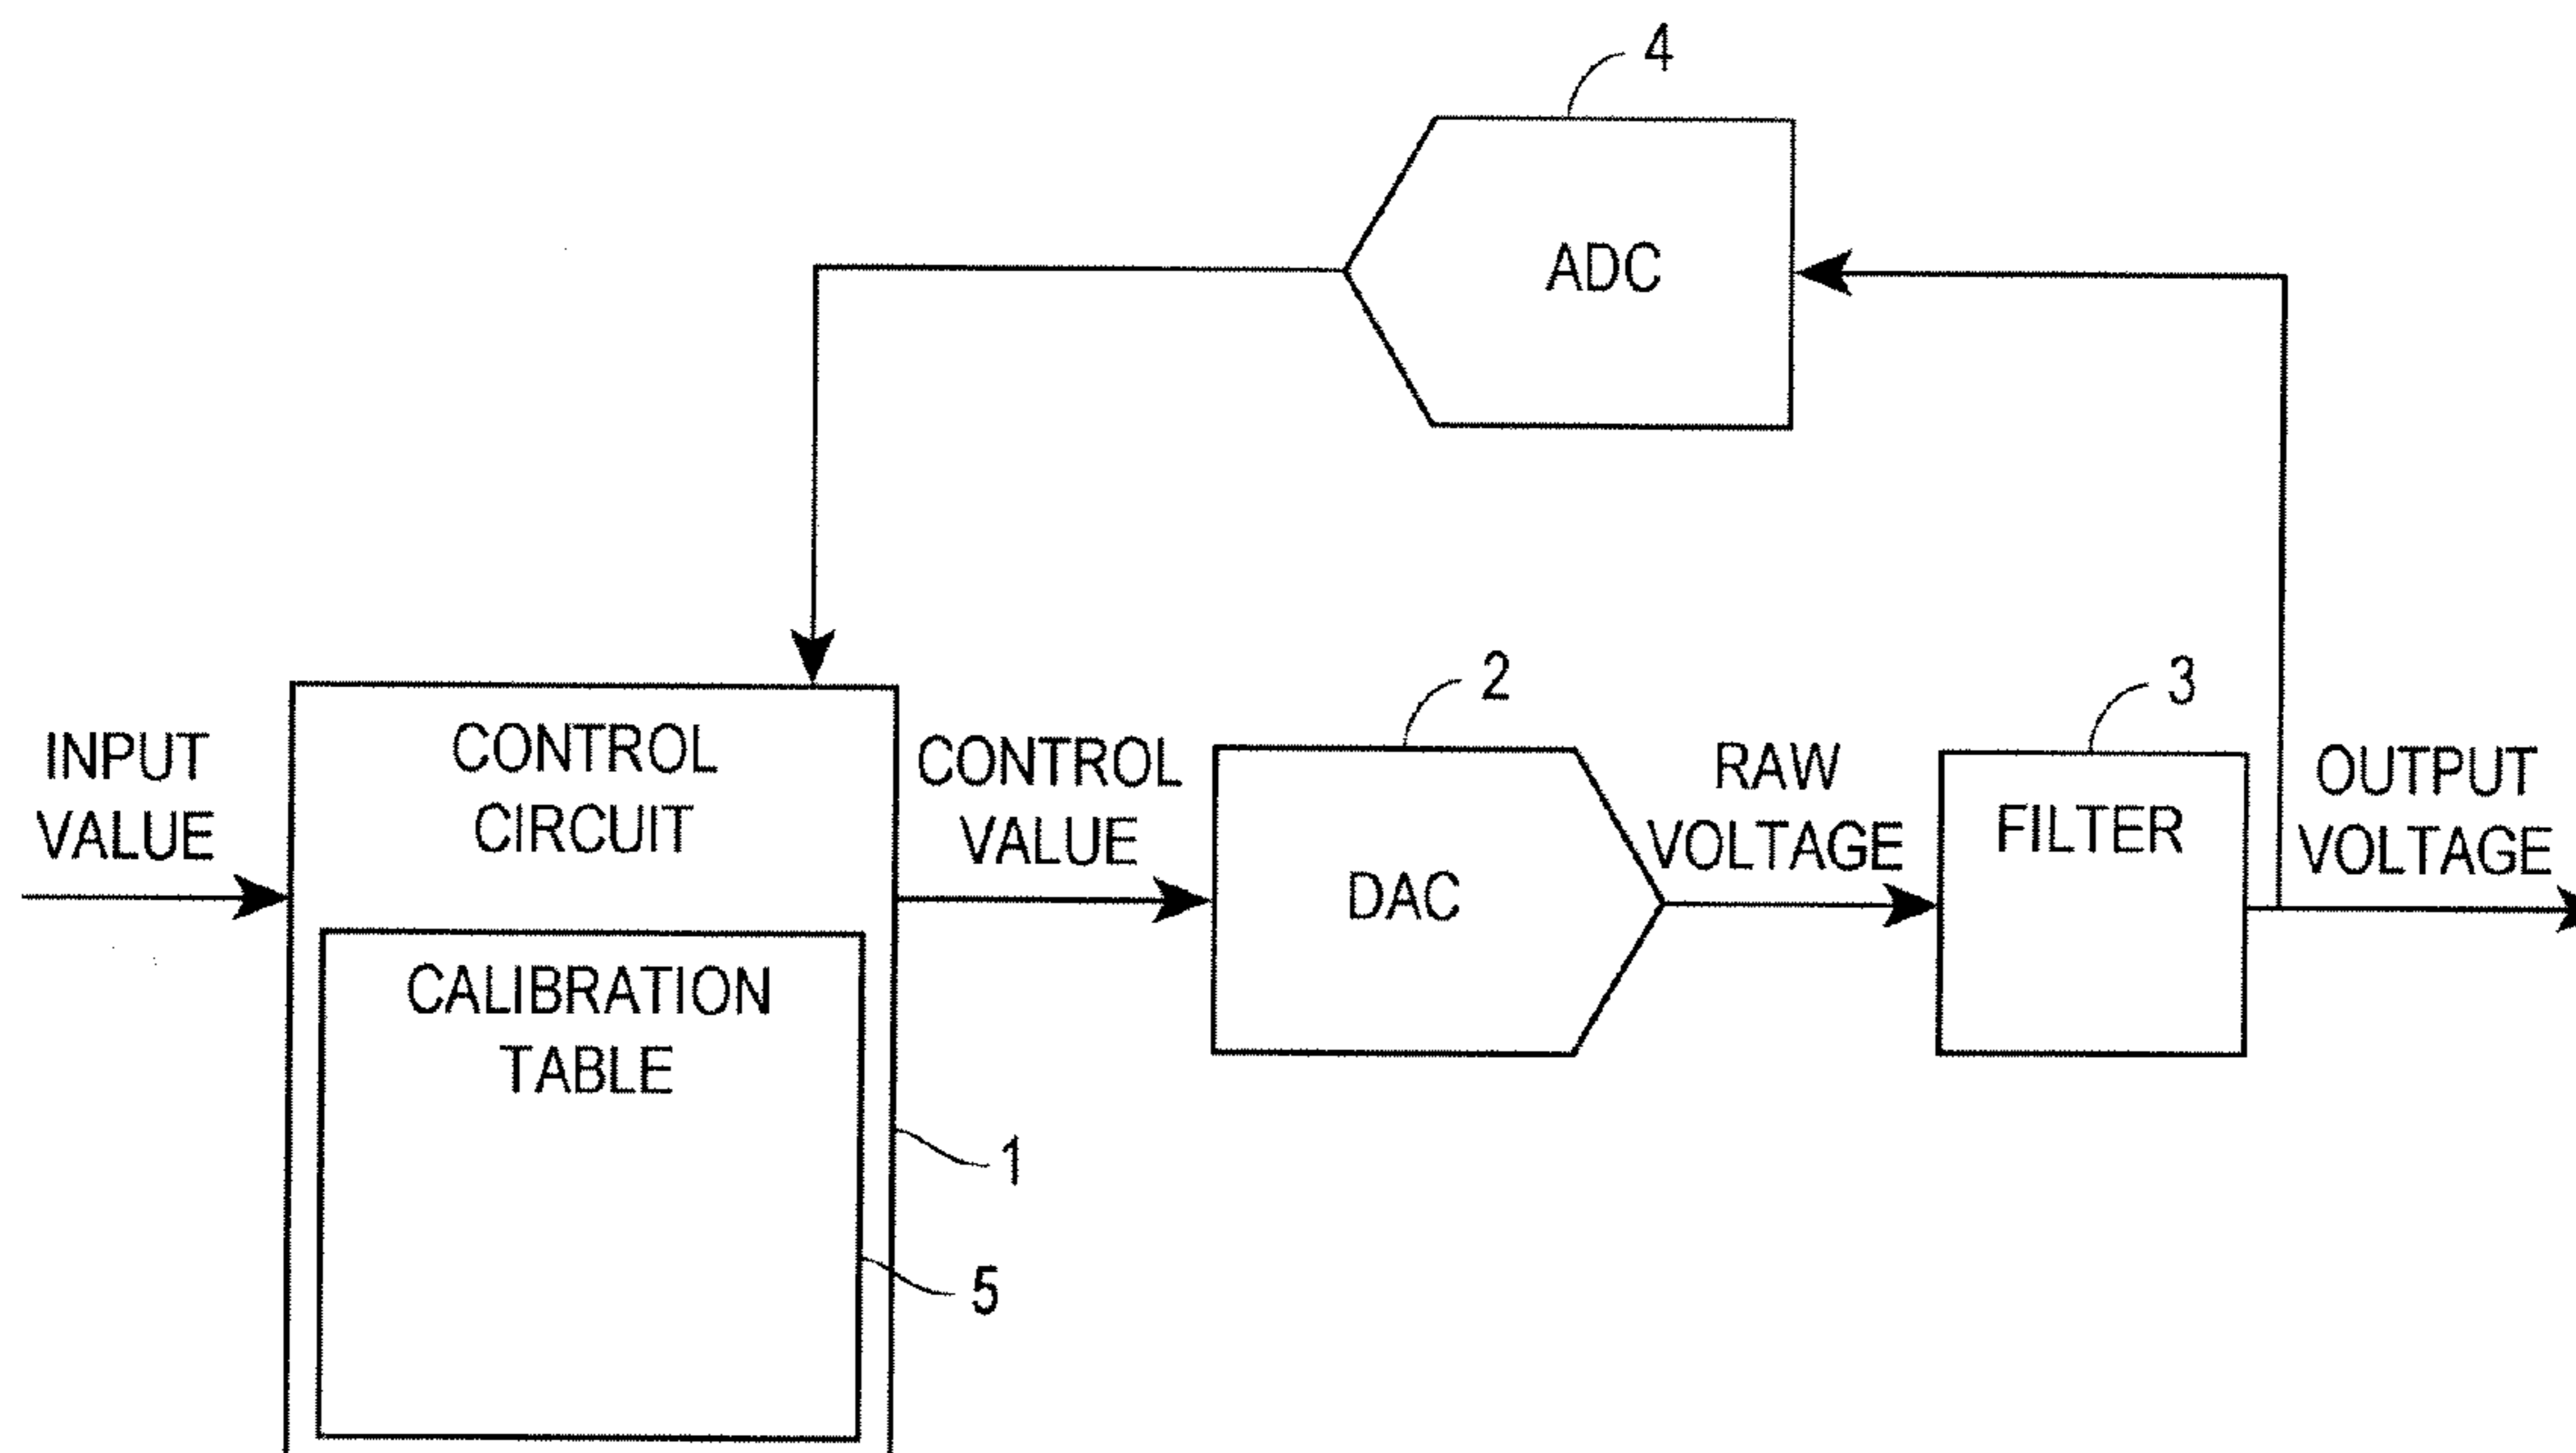 4
ADC
2
3
INPUT
VALUE
CONTROL
CIRCUIT
CONTROL
VALUE
DAC
RAW
VOLTAGE
FILTER
OUTPUT
VOLTAGE
CALIBRATION
TABLE
1
5